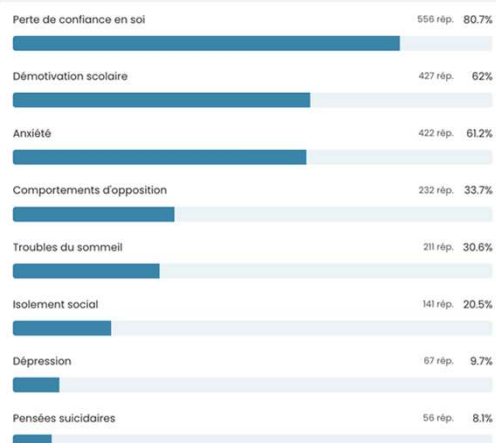 Perte de confiance en soi 556 rép. 80.7%
Démotivation scolaire 427 rép. 62%
Anxiété 422 rép. 61.2%
Comportements d'opposition 232 rép. 33.7%
Troubles du sommeil 211 rép. 30.6%
Isolement social 141 rép. 20.5%
Dépression 67 rép. 9.7%
Pensées suicidaires 56 rép. 8.1%